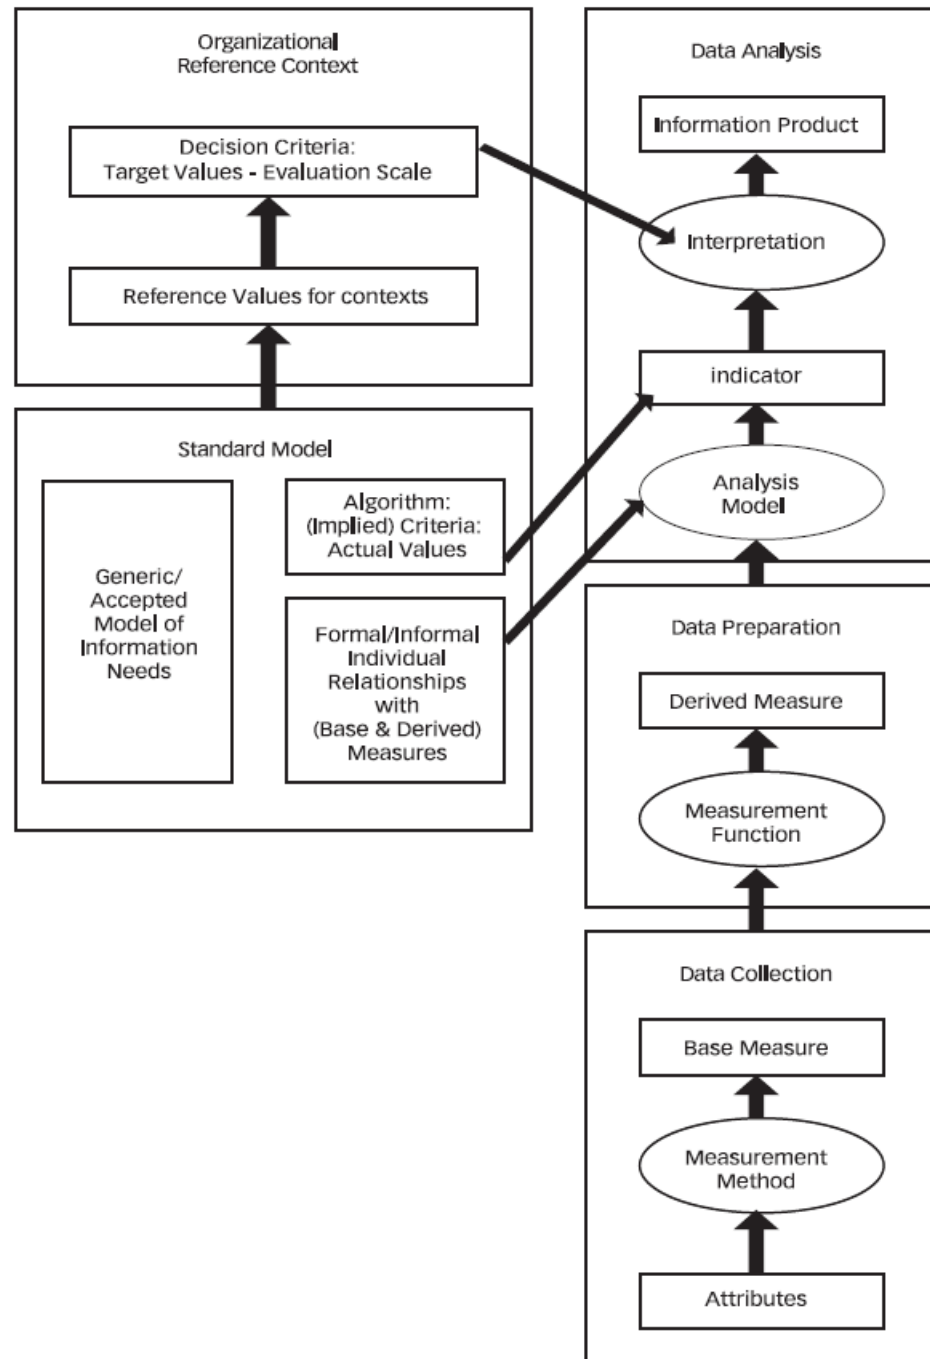 Organizational
Reference Context
Decision Criteria:
Target Values - Evaluation Scale
Reference Values for contexts
Standard Model
Generic/
Accepted
Model of
Information
Needs
Algorithm:
(Implied) Criteria:
Actual Values
Formal/Informal
Individual
Relationships
with
(Base & Derived)
Measures
Data Analysis
Information Product
Interpretation
indicator
Analysis
Model
Data Preparation
Derived Measure
Measurement
Function
Data Collection
Base Measure
Measurement
Method
Attributes